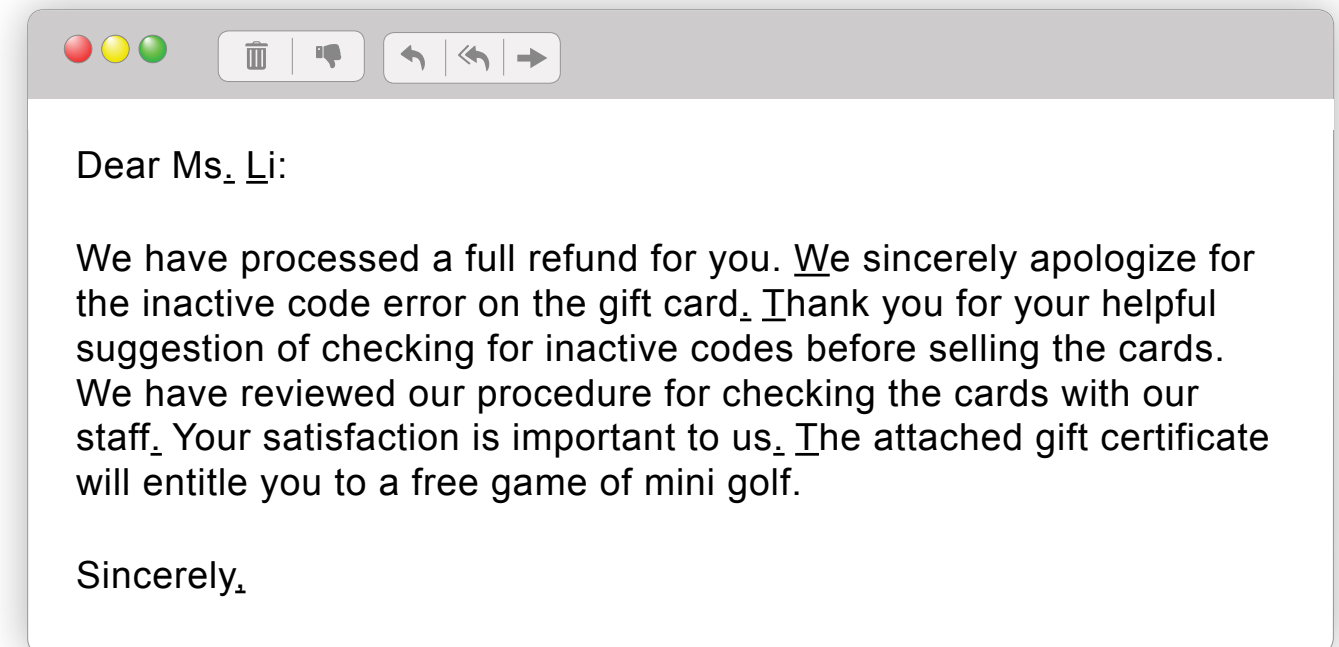 Dear Ms. Li:
We have processed a full refund for you. We sincerely apologize for
the inactive code error on the gift card. Thank you for your helpful
suggestion of checking for inactive codes before selling the cards.
We have reviewed our procedure for checking the cards with our
staff. Your satisfaction is important to us. The attached gift certificate
will entitle you to a free game of mini golf.
Sincerely,